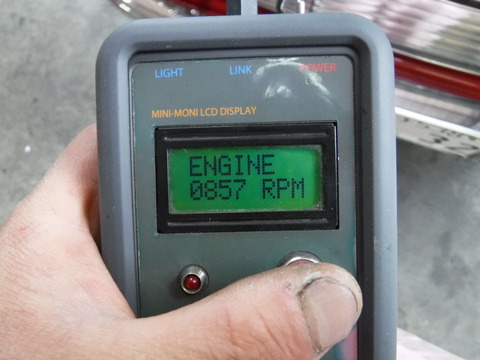 LIGHT LINK POWER
MINI-MONI LCD DISPLAY
ENGINE
0857 RPM